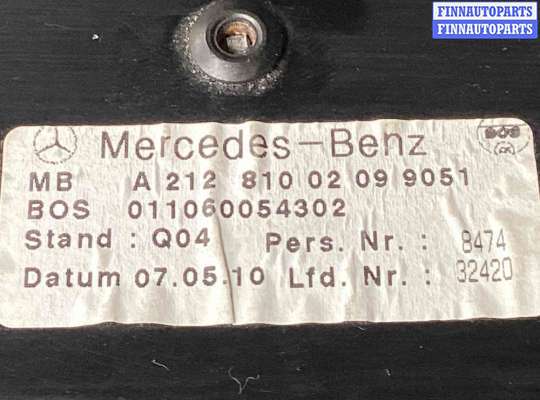 FINNAUTOPARTS
FINNAUTOPARTS
Mercedes-Benz
MB A 212 810 02 09 9051
BOS 011060054302
Stand : Q04 Pers. Nr. : 8474
Datum 07.05.10 Lfd. Nr. : 32420